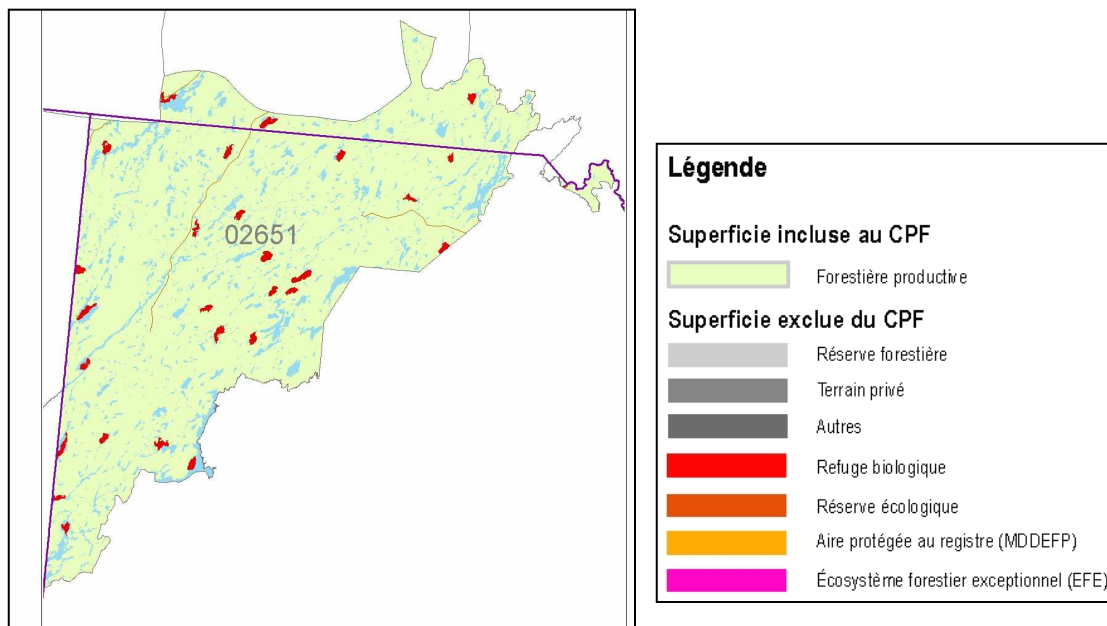 02651
Légende
Superficie incluse au CPF
Forestière productive
Superficie exclue du CPF
Réserve forestière
Terrain privé
Autres
Refuge biologique
Réserve écologique
Aire protégée au registre (MDDEFP)
Écosystème forestier exceptionnel (EFE)